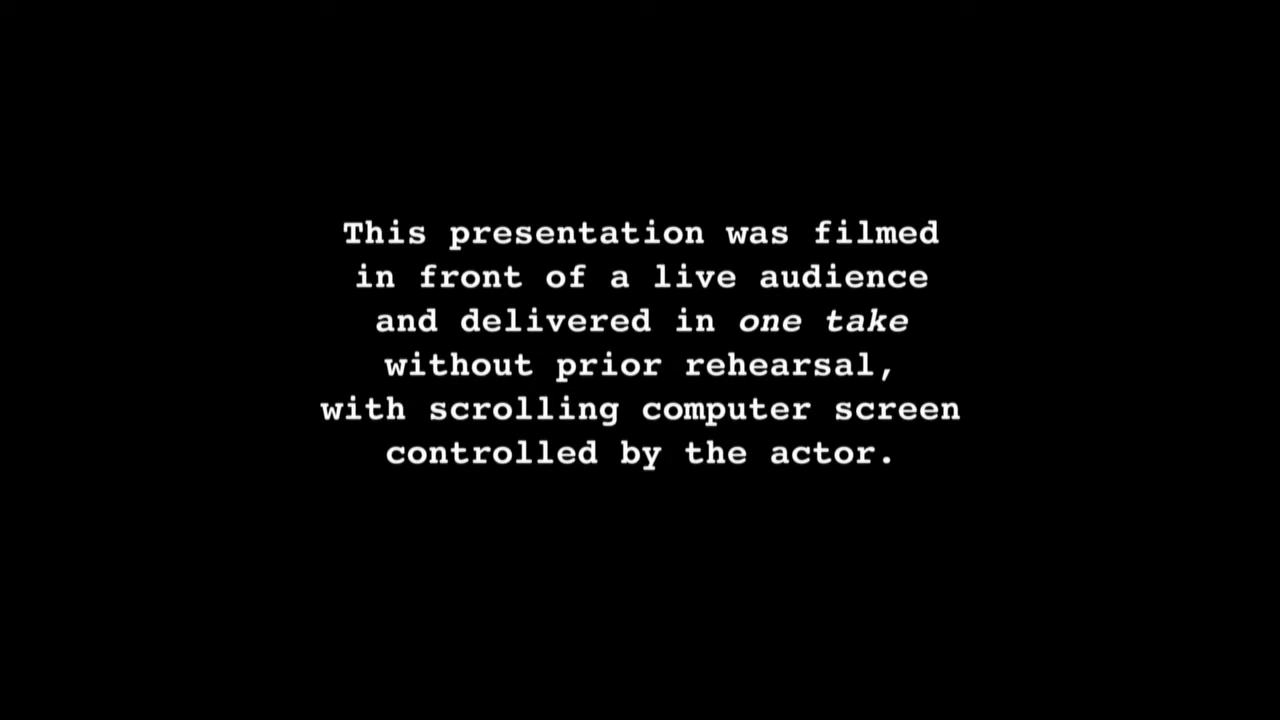 This presentation was filmed
in front of a live audience
and delivered in one take
without prior rehearsal,
with scrolling computer screen
controlled by the actor.